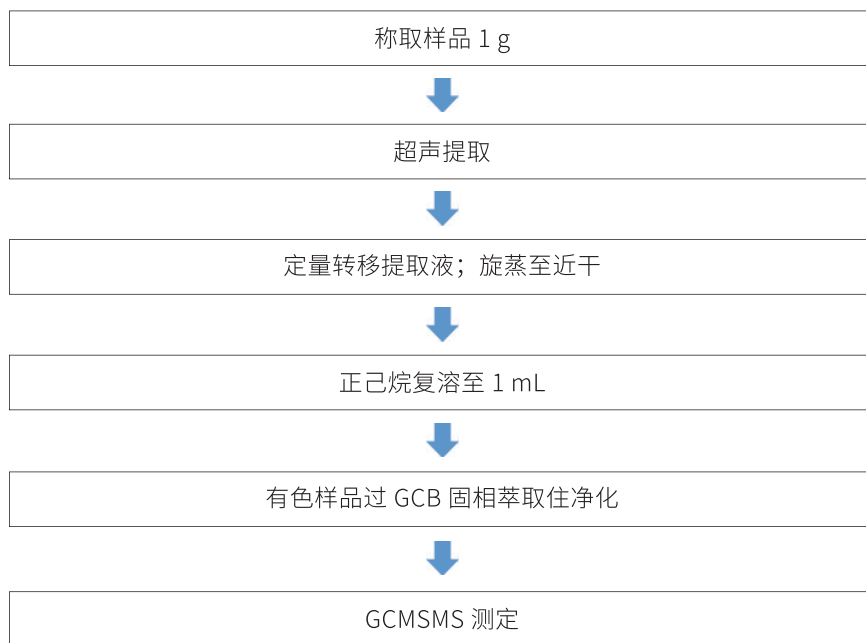 称取样品 1 g
超声提取
定量转移提取液；旋蒸至近干
正己烷复溶至 1 mL
有色样品过 GCB 固相萃取住净化
GCMSMS 测定